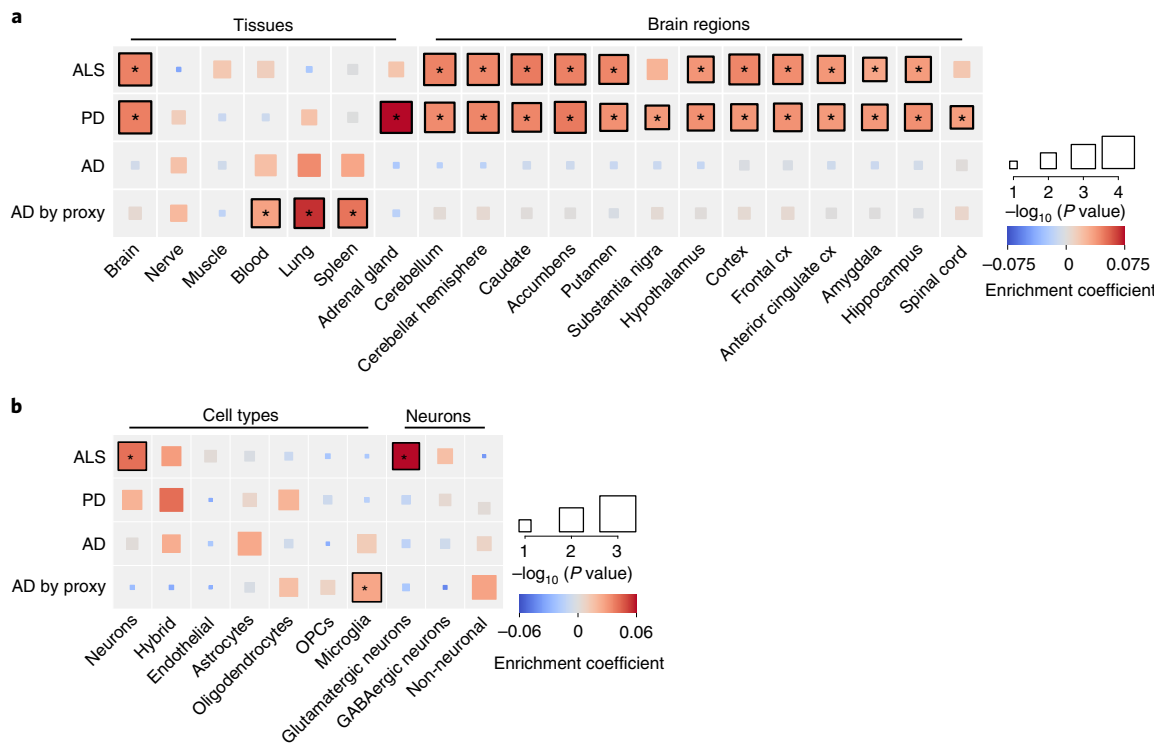 a
Tissues
Brain regions
ALS
* * * * * * * * * * *
PD
* * * * * * * * * * * * * *
AD
AD by proxy
* * *
Brain
Nerve
Muscle
Blood
Lung
Spleen
Adrenal gland
Cerebellum
Cerebellar hemisphere
Caudate
Accumbens
Putamen
Substantia nigra
Hypothalamus
Cortex
Frontal cx
Anterior cingulate cx
Amygdala
Hippocampus
Spinal cord
1 2 3 4
–log10 (P value)
–0.075 0 0.075
Enrichment coefficient
b
Cell types
Neurons
ALS
* *
PD
AD
AD by proxy
*
Neurons
Hybrid
Endothelial
Astrocytes
Oligodendrocytes
OPCs
Microglia
Glutamatergic neurons
GABAergic neurons
Non-neuronal
1 2 3
–log10 (P value)
–0.06 0 0.06
Enrichment coefficient